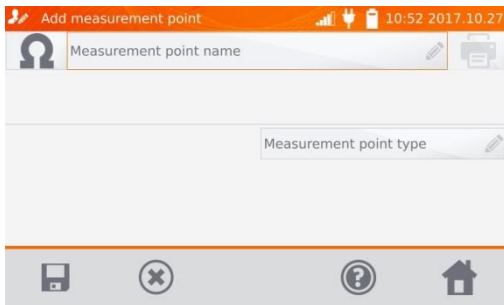 Add measurement point 10:52 2017.10.27
Ω Measurement point name
Measurement point type
?